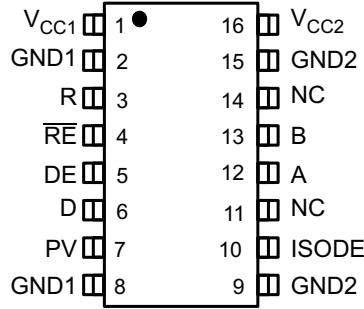 VCC1 1 16 VCC2
GND1 2 15 GND2
R 3 14 NC
R̅E̅ 4 13 B
DE 5 12 A
D 6 11 NC
PV 7 10 ISODE
GND1 8 9 GND2